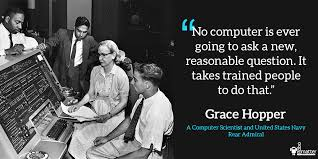 “No computer is ever
going to ask a new,
reasonable question. It
takes trained people
to do that.”
Grace Hopper
A Computer Scientist and United States Navy
Rear Admiral